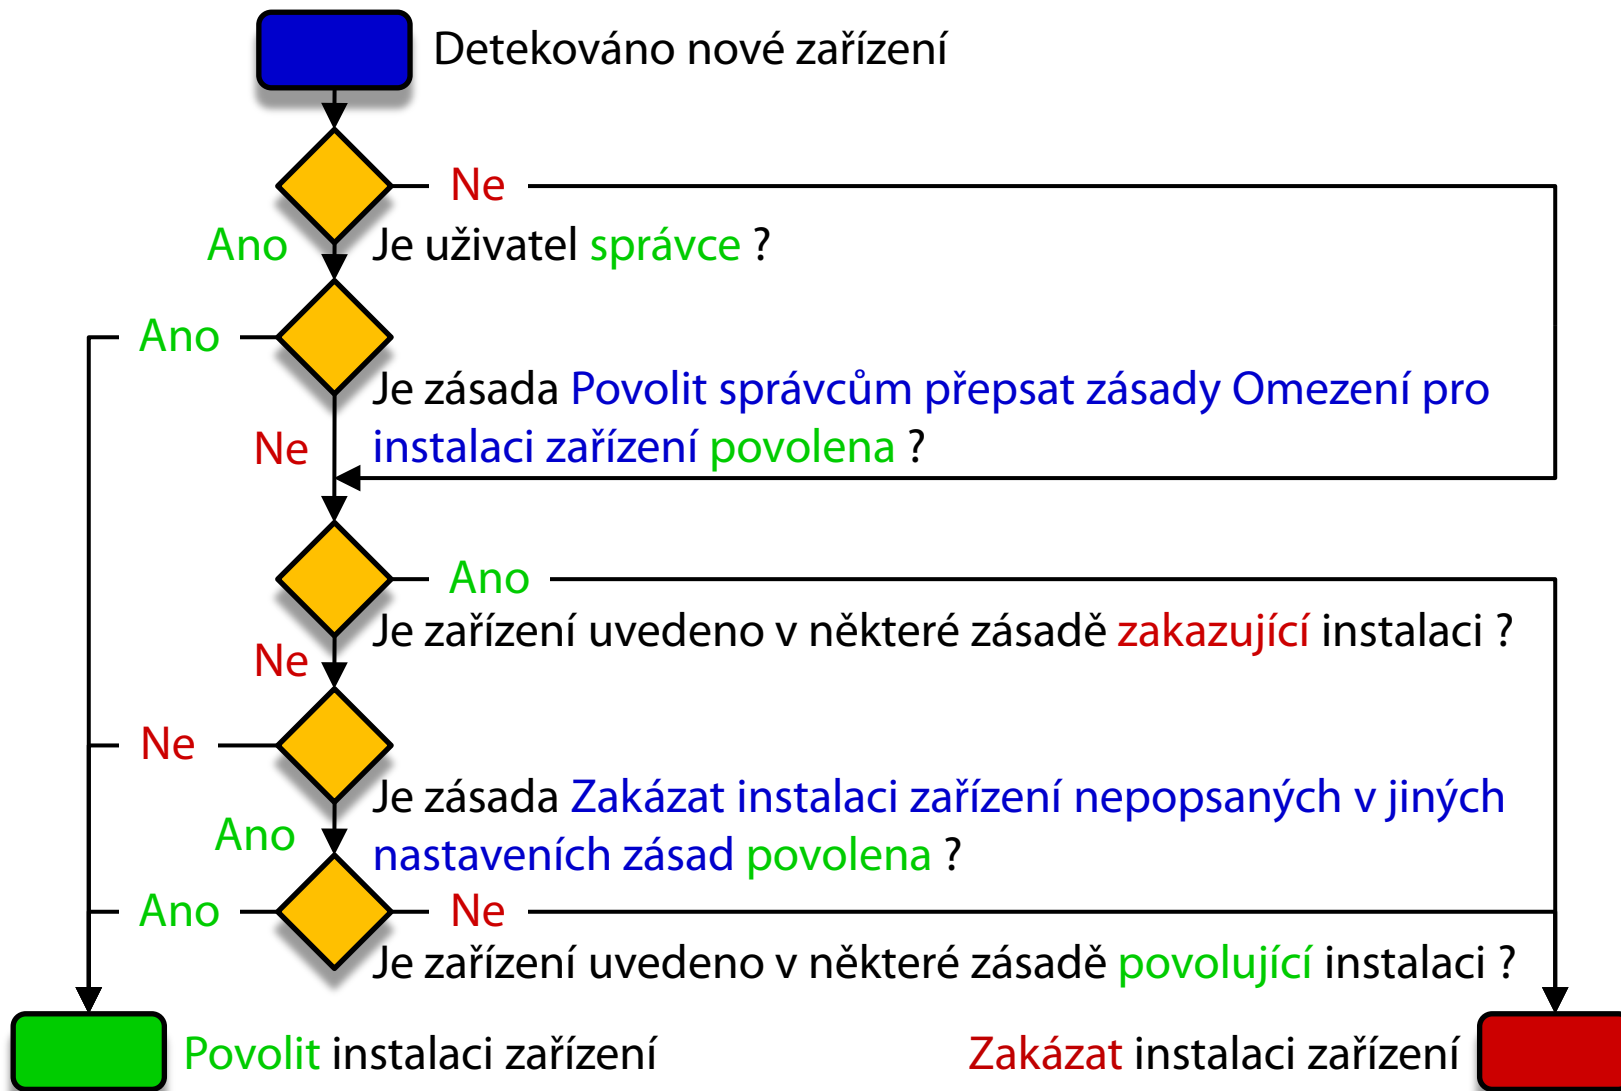 Detekováno nové zařízení
Ne
Ano
Je uživatel správce ?
Ano
Je zásada Povolit správcům přepsat zásady Omezení pro
instalaci zařízení povolena ?
Ne
Ano
Je zařízení uvedeno v některé zásadě zakazující instalaci ?
Ne
Ne
Je zásada Zakázat instalaci zařízení nepopsaných v jiných
nastaveních zásad povolena ?
Ano
Ano
Ne
Je zařízení uvedeno v některé zásadě povolující instalaci ?
Povolit instalaci zařízení
Zakázat instalaci zařízení